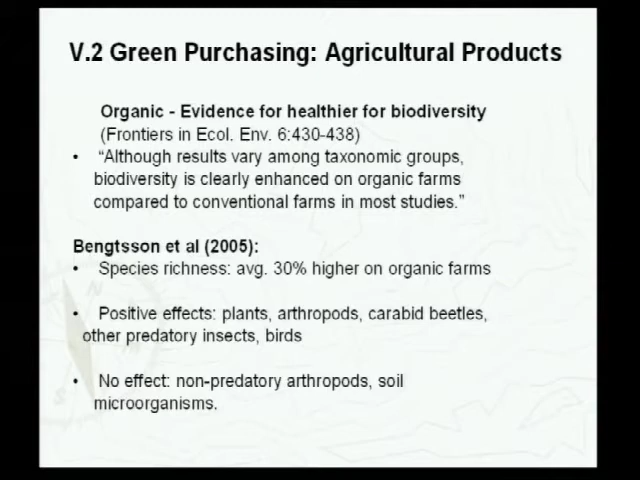 V.2 Green Purchasing: Agricultural Products
Organic - Evidence for healthier for biodiversity
(Frontiers in Ecol. Env. 6:430-438)
• “Although results vary among taxonomic groups,
biodiversity is clearly enhanced on organic farms
compared to conventional farms in most studies.”
Bengtsson et al (2005):
• Species richness: avg. 30% higher on organic farms
• Positive effects: plants, arthropods, carabid beetles,
other predatory insects, birds
• No effect: non-predatory arthropods, soil
microorganisms.
N
S